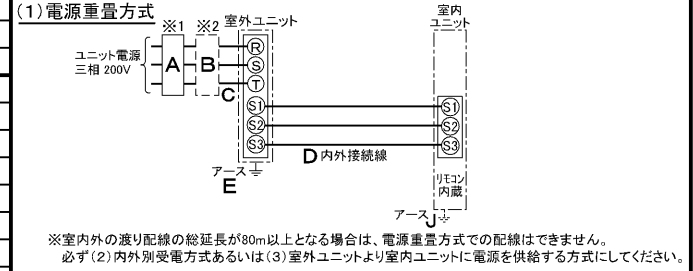 (1)電源重畳方式
※1 ※2 室外ユニット
室内
ユニット
ユニット電源
三相 200V
A
B
C
R
S
T
S1
S2
S3
S1
S2
S3
D 内外接続線
アース
E
リモコン
内蔵
アース J
※室内外の渡り配線の総延長が80m以上となる場合は、電源重畳方式での配線はできません。
必ず(2)内外別受電方式あるいは(3)室外ユニットより室内ユニットに電源を供給する方式にしてください。